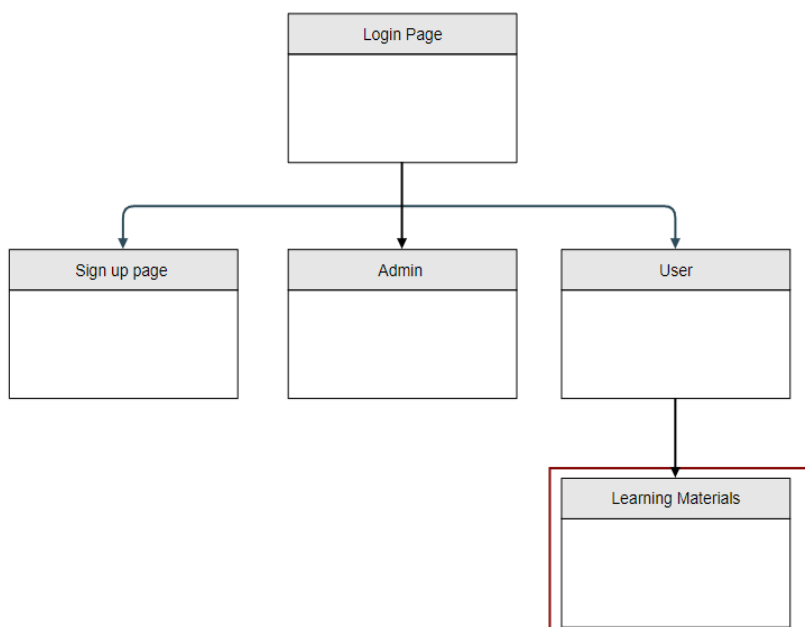 Login Page
Sign up page
Admin
User
Learning Materials